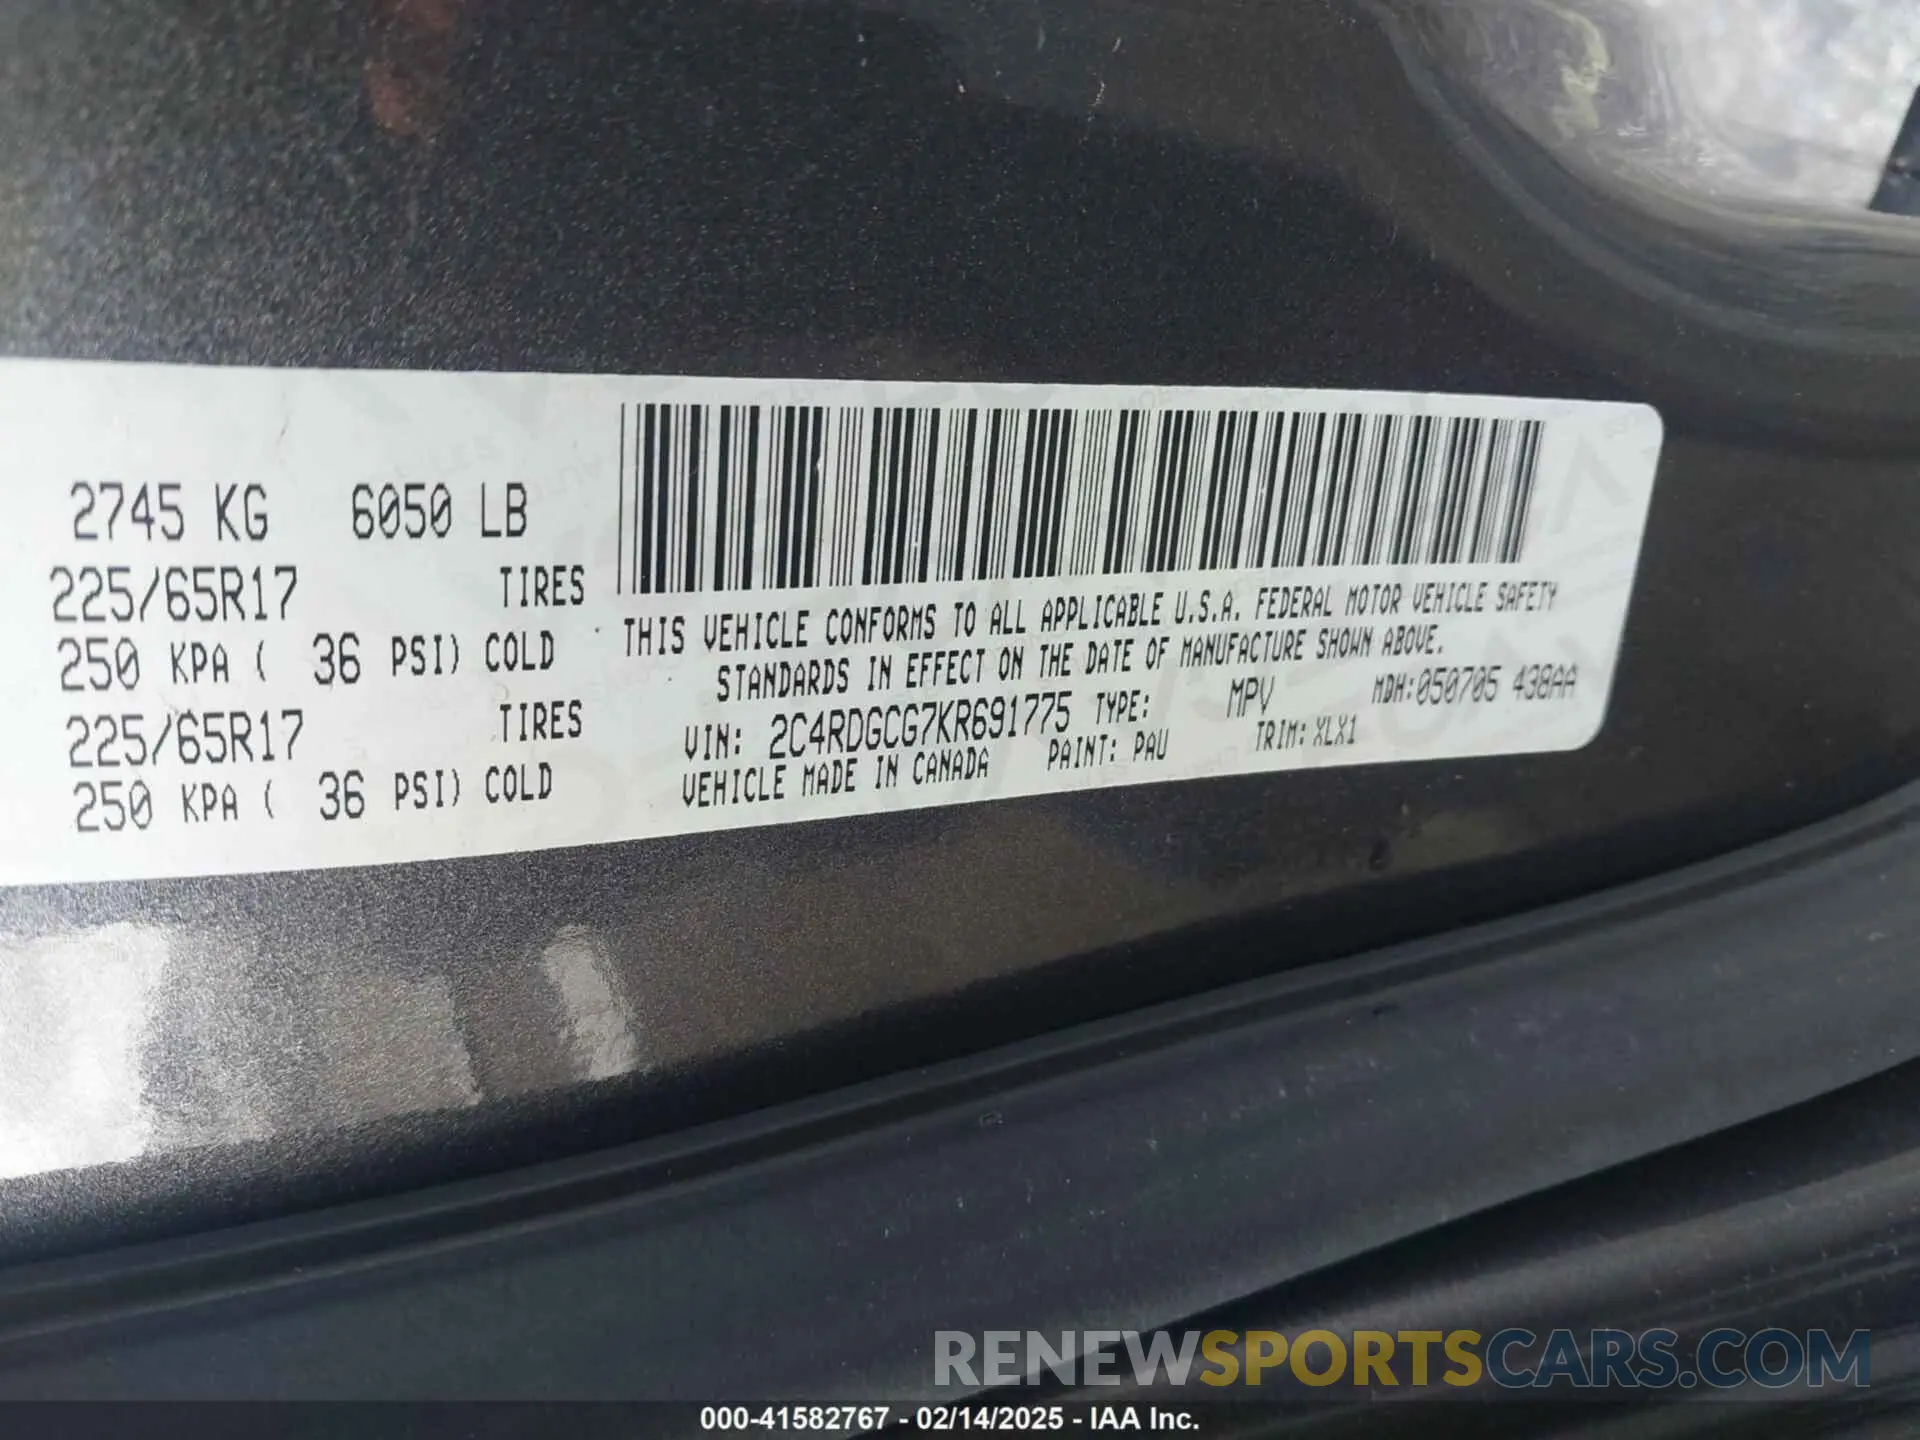 2745 KG 6050 LB
225/65R17 TIRES
250 KPA ( 36 PSI) COLD
225/65R17 TIRES
250 KPA ( 36 PSI) COLD
THIS VEHICLE CONFORMS TO ALL APPLICABLE U.S.A. FEDERAL MOTOR VEHICLE SAFETY
STANDARDS IN EFFECT ON THE DATE OF MANUFACTURE SHOWN ABOVE.
VIN: 2C4RDGCG7KR691775 TYPE: MPV MDH:050705 438AA
VEHICLE MADE IN CANADA PAINT: PAU TRIM: XLX1
RENEWSPORTSCARS.COM
000-41582767 - 02/14/2025 - IAA Inc.